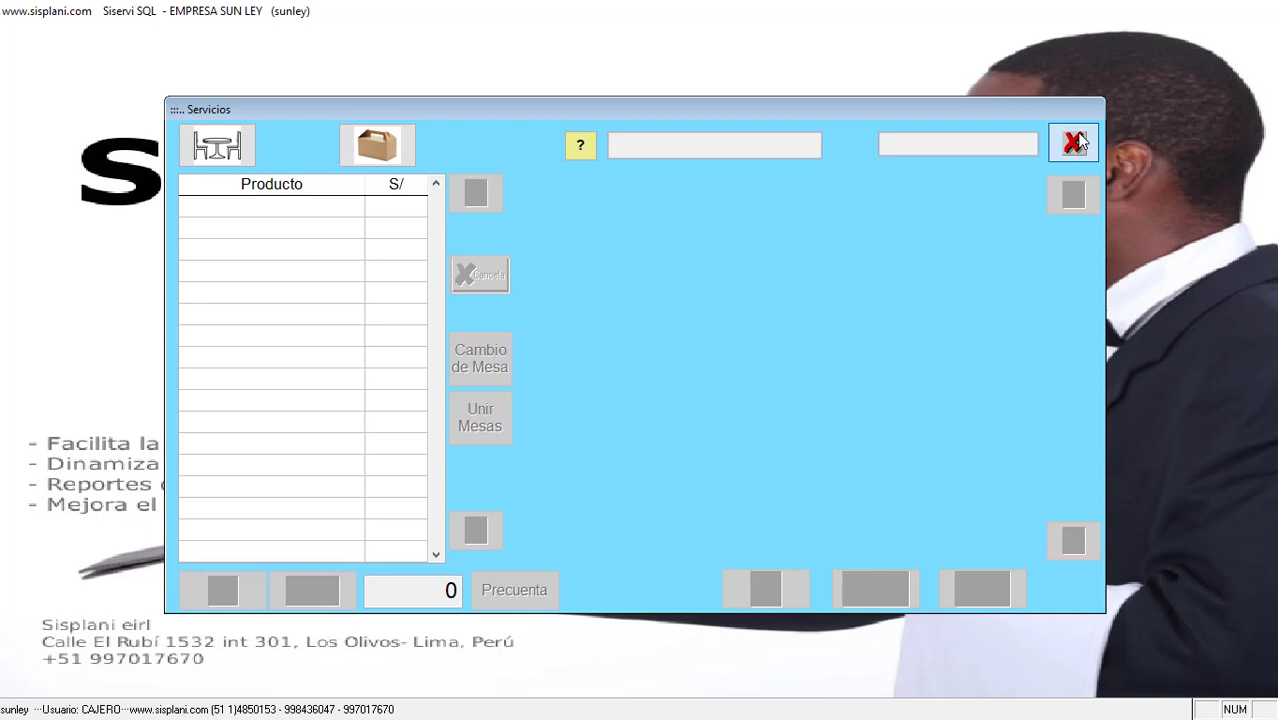 www.sisplani.com    Siservi SQL  - EMPRESA SUN LEY  (sunley)
:::.. Servicios
?
Producto S/
Cancela
Cambio
de Mesa
Unir
Mesas
0 Precuenta
S
- Facilita la
- Dinamiza
- Reportes
- Mejora el
Sisplani eirl
Calle El Rubí 1532 int 301, Los Olivos- Lima, Perú
+51 997017670
sunley  ···Usuario: CAJERO···www.sisplani.com (51 1)4850153 - 998436047 - 997017670
NUM